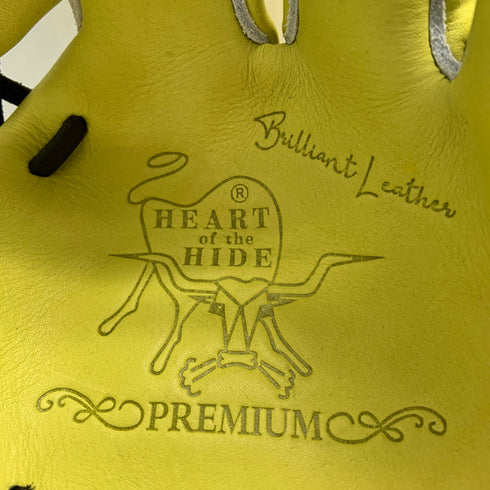 Brilliant Leather
®
HEART
of the
HIDE
PREMIUM